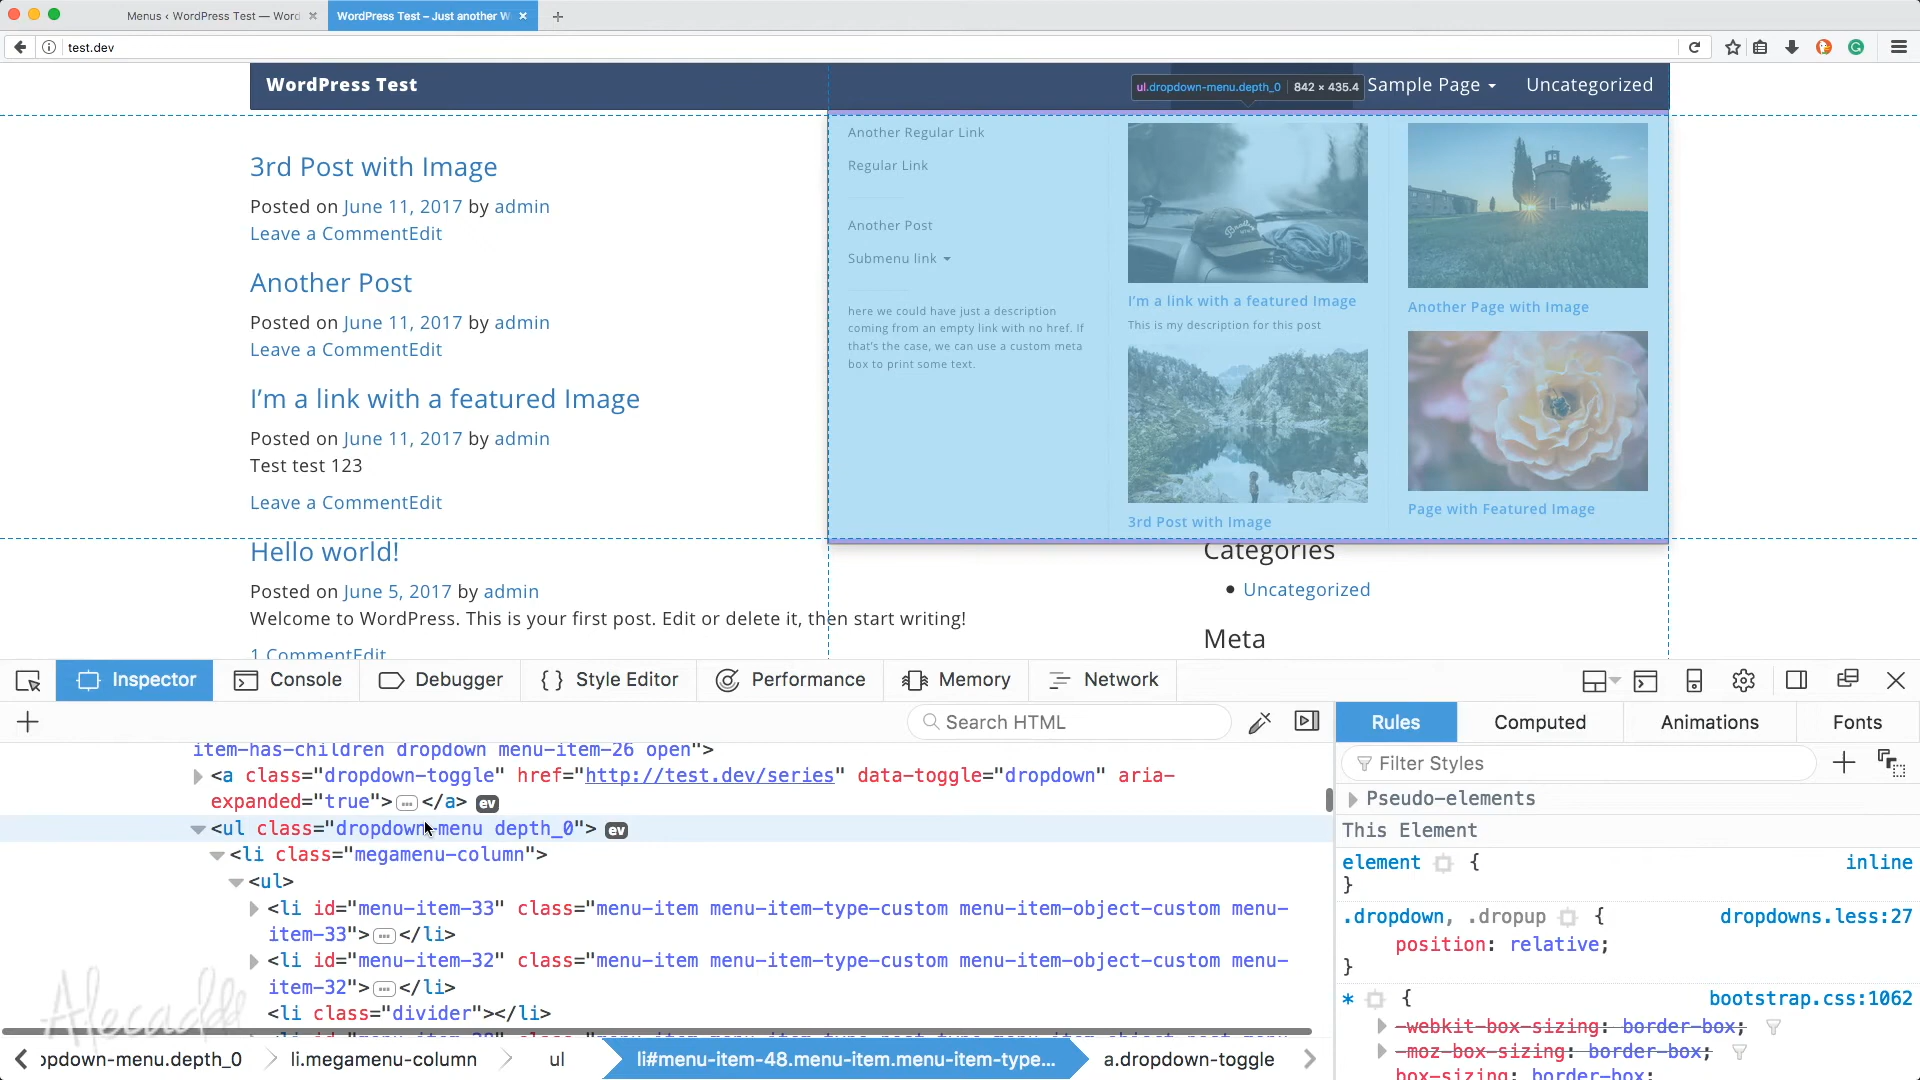 Menus ‹ WordPress Test — Word
WordPress Test – Just another W
test.dev
WordPress Test
ul.dropdown-menu.depth_0 | 842 × 435.4
Sample Page
Uncategorized
3rd Post with Image
Posted on June 11, 2017 by admin
Leave a CommentEdit
Another Post
Posted on June 11, 2017 by admin
Leave a CommentEdit
I'm a link with a featured Image
Posted on June 11, 2017 by admin
Test test 123
Leave a CommentEdit
Hello world!
Posted on June 5, 2017 by admin
Welcome to WordPress. This is your first post. Edit or delete it, then start writing!
1 CommentEdit
Another Regular Link
Regular Link
Another Post
Submenu link
here we could have just a description
coming from an empty link with no href. If
that's the case, we can use a custom meta
box to print some text.
I'm a link with a featured Image
This is my description for this post
3rd Post with Image
Another Page with Image
Page with Featured Image
Categories
Uncategorized
Meta
Inspector
Console
Debugger
{ } Style Editor
Performance
Memory
Network
Search HTML
item-has-children dropdown menu-item-26 open">
<a class="dropdown-toggle" href="http://test.dev/series" data-toggle="dropdown" aria-
expanded="true"></a> ev
<ul class="dropdown-menu depth_0"> ev
<li class="megamenu-column">
<ul>
<li id="menu-item-33" class="menu-item menu-item-type-custom menu-item-object-custom menu-
item-33"></li>
<li id="menu-item-32" class="menu-item menu-item-type-custom menu-item-object-custom menu-
item-32"></li>
<li class="divider"></li>
Alecaddd
opdown-menu.depth_0
li.megamenu-column
ul
li#menu-item-48.menu-item.menu-item-type...
a.dropdown-toggle
Rules
Computed
Animations
Fonts
Filter Styles
Pseudo-elements
This Element
element { inline
}
.dropdown, .dropup { dropdowns.less:27
position: relative;
}
* { bootstrap.css:1062
-webkit-box-sizing: border-box;
-moz-box-sizing: border-box;
box-sizing: border-box;